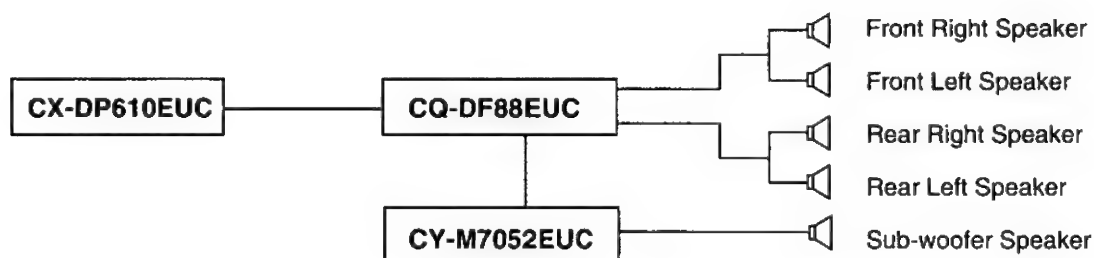 Front Right Speaker
CX-DP610EUC
CQ-DF88EUC
Front Left Speaker
Rear Right Speaker
Rear Left Speaker
CY-M7052EUC
Sub-woofer Speaker